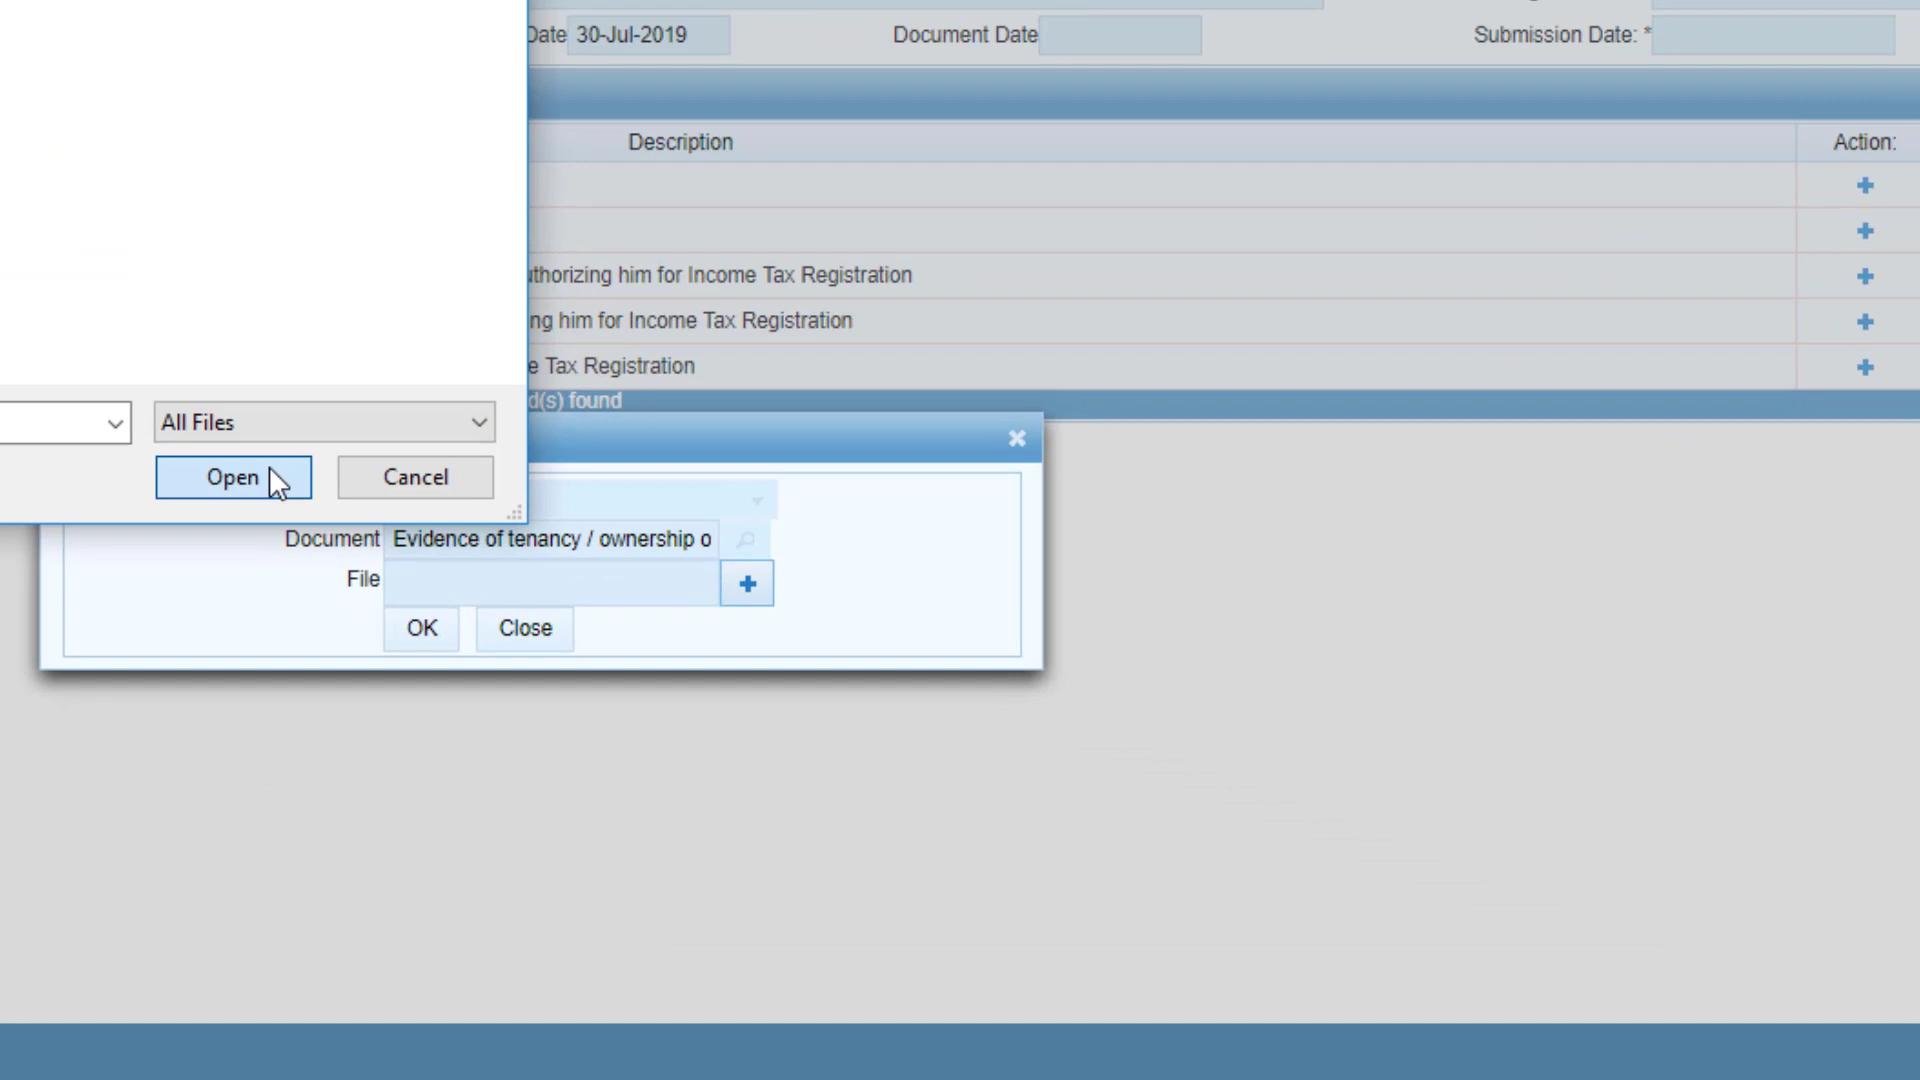 Date 30-Jul-2019 Document Date Submission Date: *
Description Action:
uthorizing him for Income Tax Registration
ng him for Income Tax Registration
e Tax Registration
d(s) found
All Files
Open Cancel
Document Evidence of tenancy / ownership o
File
OK Close